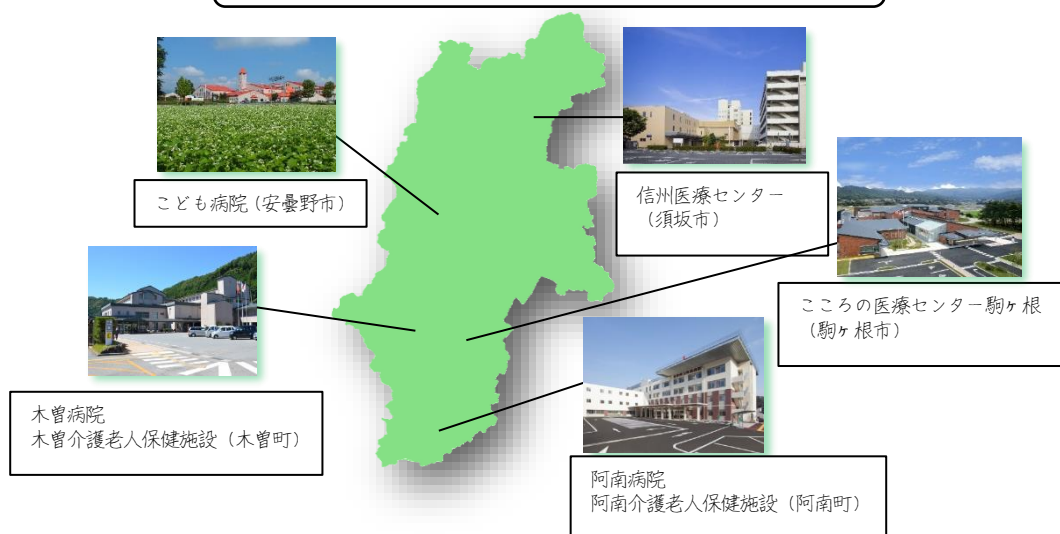 こども病院（安曇野市）
信州医療センター
（須坂市）
こころの医療センター駒ヶ根
（駒ヶ根市）
木曽病院
木曽介護老人保健施設（木曽町）
阿南病院
阿南介護老人保健施設（阿南町）